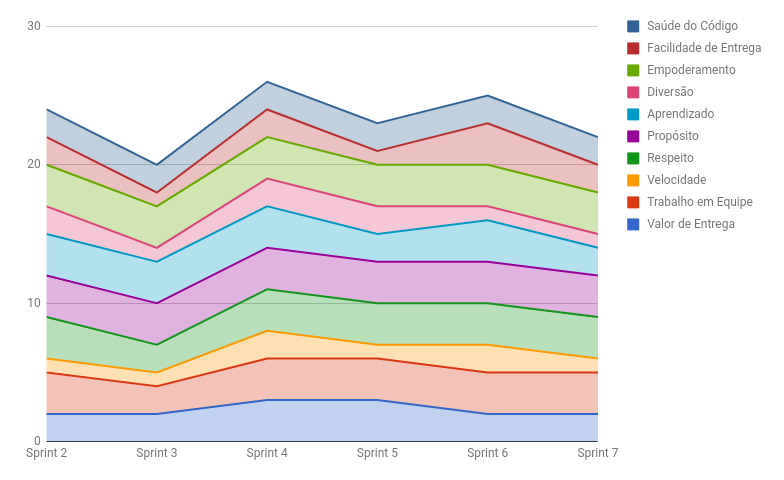 30
20
10
0
Sprint 2
Sprint 3
Sprint 4
Sprint 5
Sprint 6
Sprint 7
Saúde do Código
Facilidade de Entrega
Empoderamento
Diversão
Aprendizado
Propósito
Respeito
Velocidade
Trabalho em Equipe
Valor de Entrega